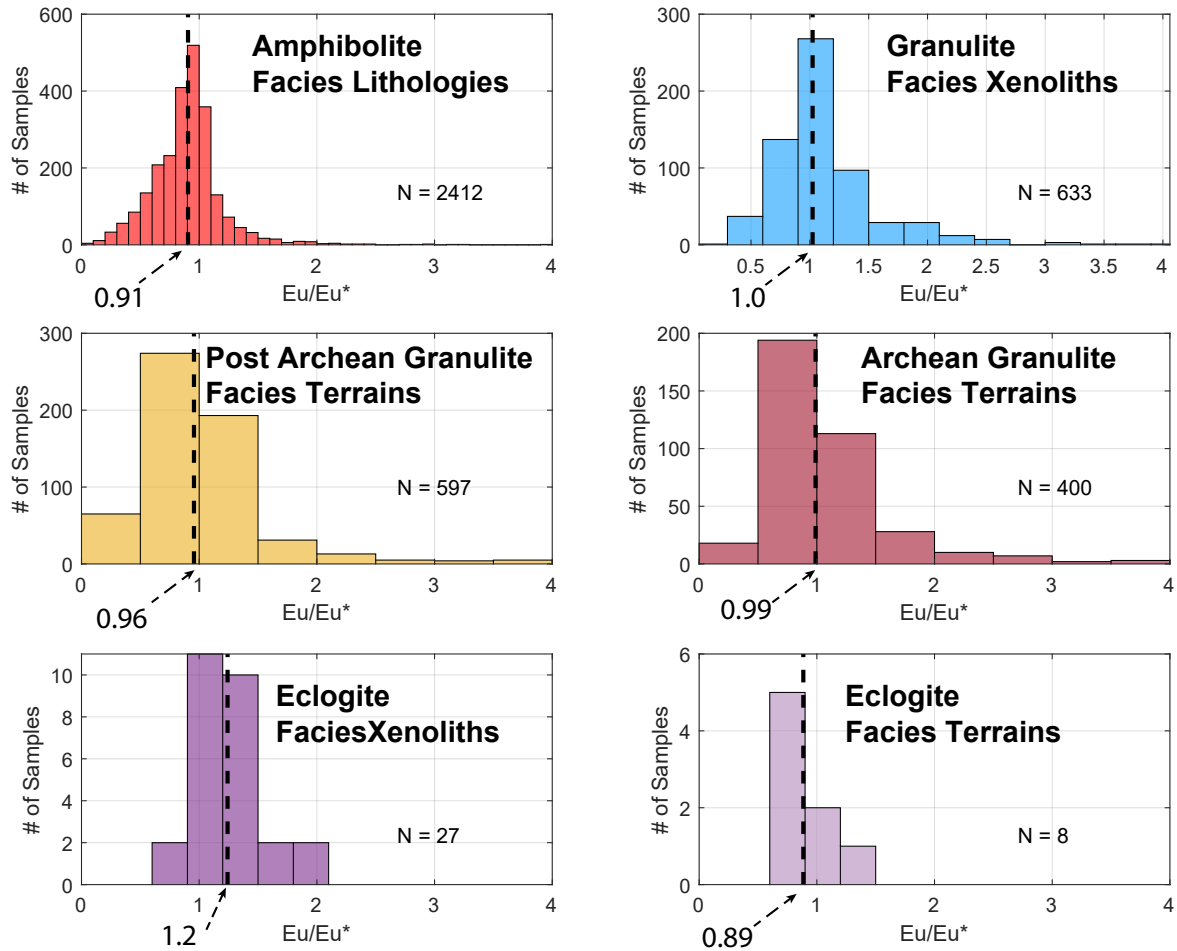 600
400
200
0
# of Samples
Amphibolite
Facies Lithologies
N = 2412
0 1 2 3 4
Eu/Eu*
0.91
300
200
100
0
# of Samples
Granulite
Facies Xenoliths
N = 633
0.5 1 1.5 2 2.5 3 3.5 4
Eu/Eu*
1.0
300
200
100
0
# of Samples
Post Archean Granulite
Facies Terrains
N = 597
0 1 2 3 4
Eu/Eu*
0.96
200
150
100
50
0
# of Samples
Archean Granulite
Facies Terrains
N = 400
0 1 2 3 4
Eu/Eu*
0.99
10
8
6
4
2
0
# of Samples
Eclogite
FaciesXenoliths
N = 27
0 1 2 3 4
Eu/Eu*
1.2
6
4
2
0
# of Samples
Eclogite
Facies Terrains
N = 8
0 1 2 3 4
Eu/Eu*
0.89